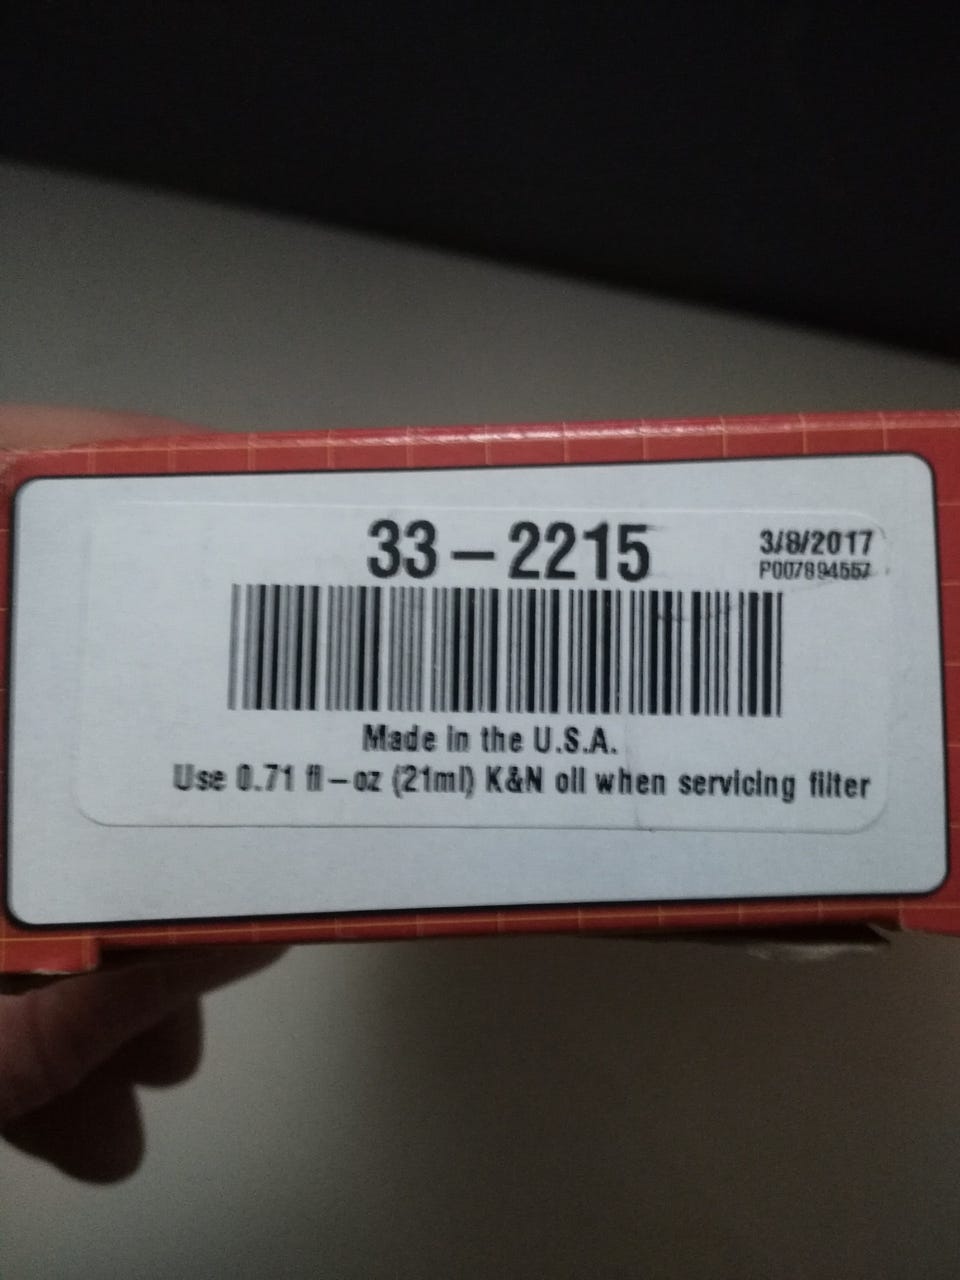 33-2215
3/8/2017
P007894557
Made in the U.S.A.
Use 0.71 fl-oz (21ml) K&N oil when servicing filter